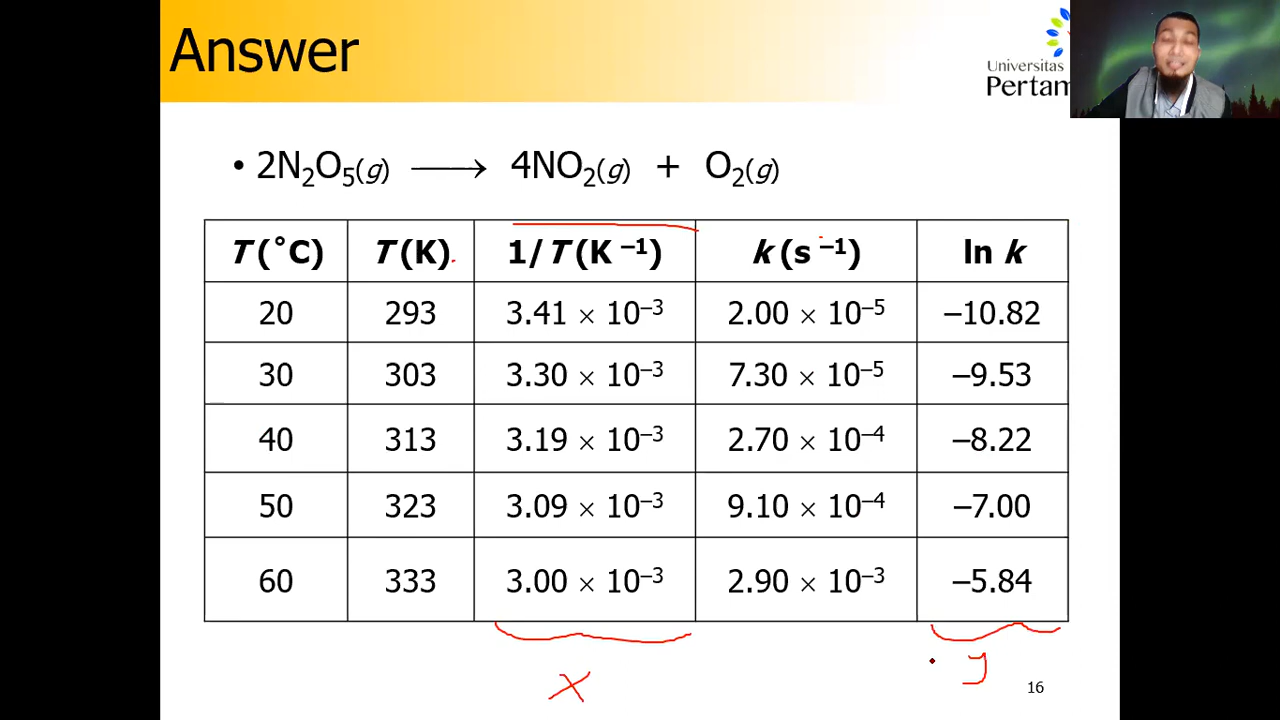 Answer
Universitas
Pertam
• 2N₂O₅(g) ⟶ 4NO₂(g) + O₂(g)
T (°C) T (K) 1/T (K⁻¹) k (s⁻¹) ln k
20 293 3.41 × 10⁻³ 2.00 × 10⁻⁵ –10.82
30 303 3.30 × 10⁻³ 7.30 × 10⁻⁵ –9.53
40 313 3.19 × 10⁻³ 2.70 × 10⁻⁴ –8.22
50 323 3.09 × 10⁻³ 9.10 × 10⁻⁴ –7.00
60 333 3.00 × 10⁻³ 2.90 × 10⁻³ –5.84
x y
16